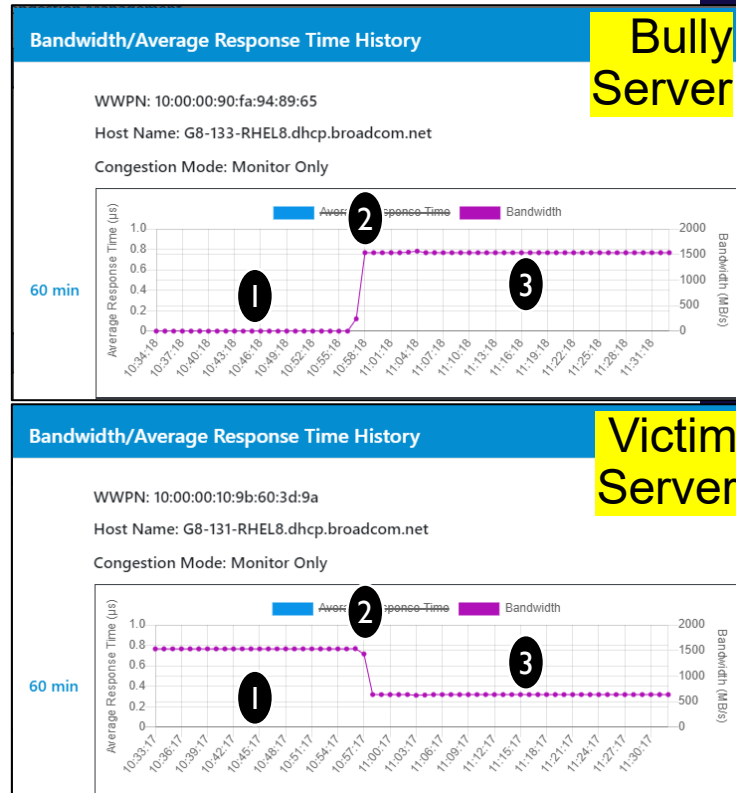 Bandwidth/Average Response Time History
Bully
Server
WWPN: 10:00:00:90:fa:94:89:65
Host Name: G8-133-RHEL8.dhcp.broadcom.net
Congestion Mode: Monitor Only
Bandwidth
60 min
Average Response Time (µs)
1.0
0.8
0.6
0.4
0.2
0
1
2
3
2000
1500
1000
500
0
Bandwidth (MB/s)
10:34:18 10:37:18 10:40:18 10:43:18 10:46:18 10:49:18 10:52:18 10:55:18 10:58:18 11:01:18 11:04:18 11:07:18 11:10:18 11:13:18 11:16:18 11:19:18 11:22:18 11:25:18 11:28:18 11:31:18
Bandwidth/Average Response Time History
Victim
Server
WWPN: 10:00:00:10:9b:60:3d:9a
Host Name: G8-131-RHEL8.dhcp.broadcom.net
Congestion Mode: Monitor Only
Bandwidth
60 min
Average Response Time (µs)
1.0
0.8
0.6
0.4
0.2
0
1
2
3
2000
1500
1000
500
0
Bandwidth (MB/s)
10:33:17 10:36:17 10:39:17 10:42:17 10:45:17 10:48:17 10:51:17 10:54:17 10:57:17 11:00:17 11:03:17 11:06:17 11:09:17 11:12:17 11:15:17 11:18:17 11:21:17 11:24:17 11:27:17 11:30:17